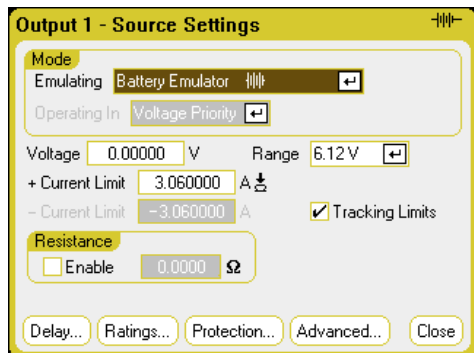 Output 1 - Source Settings
Mode
Emulating Battery Emulator
Operating In Voltage Priority
Voltage 0.00000 V Range 6.12 V
+ Current Limit 3.060000 A
- Current Limit -3.060000 A Tracking Limits
Resistance
Enable 0.0000 Ω
Delay... Ratings... Protection... Advanced... Close